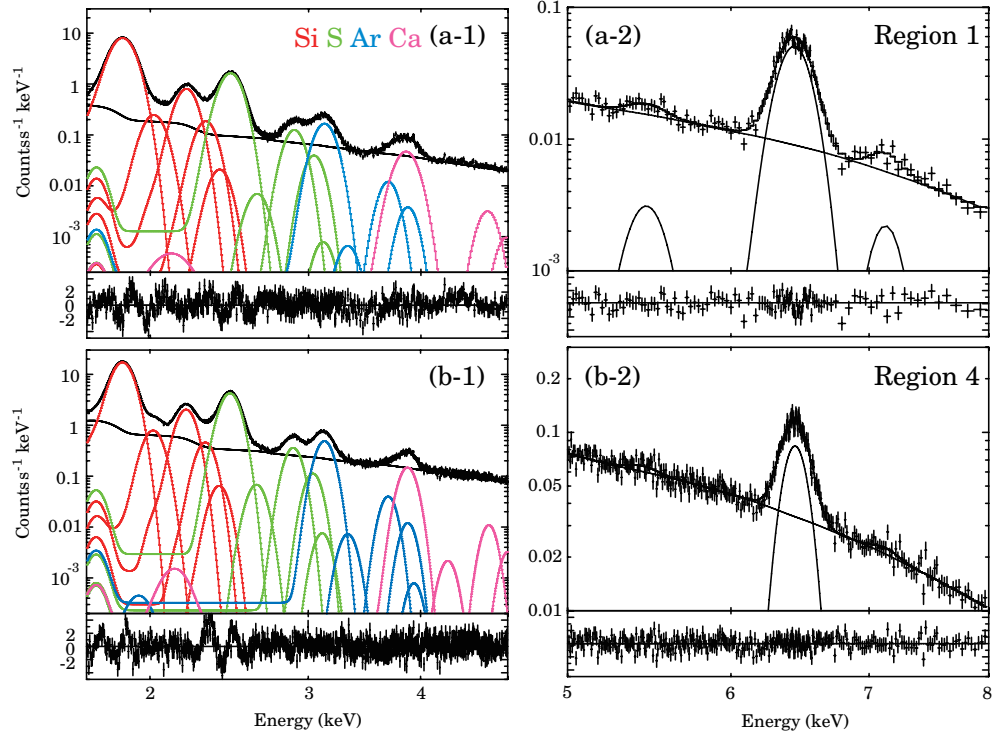 Si S Ar Ca (a-1)
10
1
0.1
0.01
10-3
Countss-1 keV-1
2
0
-2
(a-2) Region 1
0.1
0.01
10-3
(b-1)
10
1
0.1
0.01
10-3
Countss-1 keV-1
2
0
-2
2 3 4
Energy (keV)
(b-2) Region 4
0.2
0.1
0.05
0.02
0.01
5 6 7 8
Energy (keV)